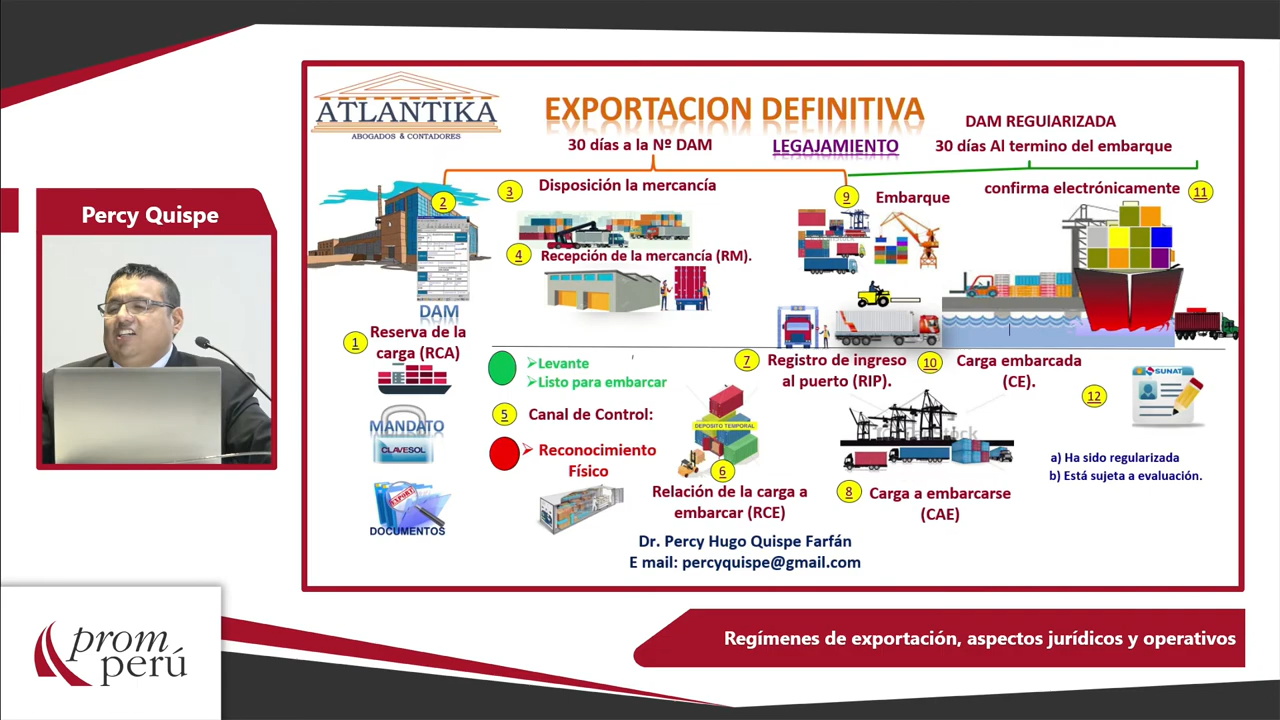 Percy Quispe
ATLANTIKA
ABOGADOS & CONTADORES
EXPORTACION DEFINITIVA
30 días a la Nº DAM
LEGAJAMIENTO
DAM REGUIARIZADA
30 días Al termino del embarque
2
3
Disposición la mercancía
9
Embarque
confirma electrónicamente
11
4
Recepción de la mercancía (RM).
DAM
1
Reserva de la
carga (RCA)
Levante
Listo para embarcar
5
Canal de Control:
Reconocimiento
Físico
MANDATO
CLAVESOL
EXPORT
DOCUMENTOS
7
Registro de ingreso
al puerto (RIP).
DEPOSITO TEMPORAL
6
Relación de la carga a
embarcar (RCE)
10
Carga embarcada
(CE).
8
Carga a embarcarse
(CAE)
12
SUNAT
a) Ha sido regularizada
b) Está sujeta a evaluación.
Dr. Percy Hugo Quispe Farfán
E mail: percyquispe@gmail.com
Regímenes de exportación, aspectos jurídicos y operativos
prom
perú